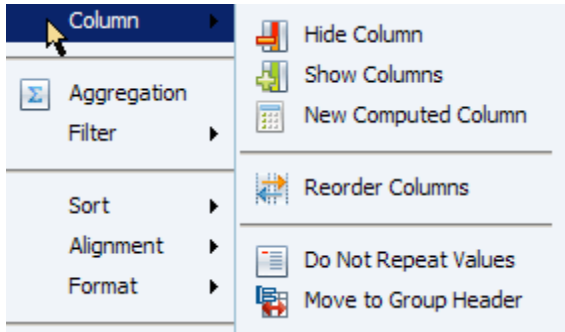 Column
Aggregation
Filter
Sort
Alignment
Format
Hide Column
Show Columns
New Computed Column
Reorder Columns
Do Not Repeat Values
Move to Group Header